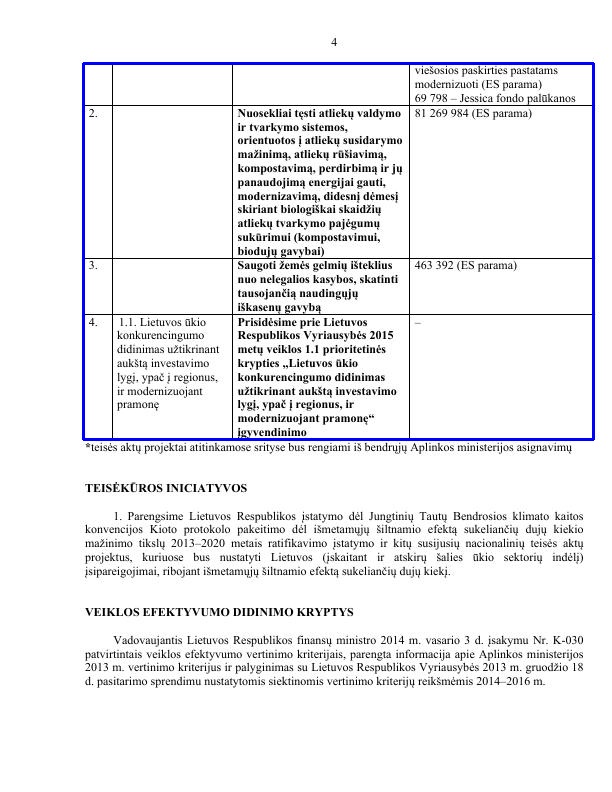 4
viešosios paskirties pastatams
modernizuoti (ES parama)
69 798 – Jessica fondo palūkanos
2.
Nuosekliai tęsti atliekų valdymo
ir tvarkymo sistemos,
orientuotos į atliekų susidarymo
mažinimą, atliekų rūšiavimą,
kompostavimą, perdirbimą ir jų
panaudojimą energijai gauti,
modernizavimą, didesnį dėmesį
skiriant biologiškai skaidžių
atliekų tvarkymo pajėgumų
sukūrimui (kompostavimui,
biodujų gavybai)
81 269 984 (ES parama)
3.
Saugoti žemės gelmių išteklius
nuo nelegalios kasybos, skatinti
tausojančią naudingųjų
iškasenų gavybą
463 392 (ES parama)
4.
1.1. Lietuvos ūkio
konkurencingumo
didinimas užtikrinant
aukštą investavimo
lygį, ypač į regionus,
ir modernizuojant
pramonę
Prisidėsime prie Lietuvos
Respublikos Vyriausybės 2015
metų veiklos 1.1 prioritetinės
krypties „Lietuvos ūkio
konkurencingumo didinimas
užtikrinant aukštą investavimo
lygį, ypač į regionus, ir
modernizuojant pramonę“
įgyvendinimo
–
*teisės aktų projektai atitinkamose srityse bus rengiami iš bendrųjų Aplinkos ministerijos asignavimų
TEISĖKŪROS INICIATYVOS
1. Parengsime Lietuvos Respublikos įstatymo dėl Jungtinių Tautų Bendrosios klimato kaitos
konvencijos Kioto protokolo pakeitimo dėl išmetamųjų šiltnamio efektą sukeliančių dujų kiekio
mažinimo tikslų 2013–2020 metais ratifikavimo įstatymo ir kitų susijusių nacionalinių teisės aktų
projektus, kuriuose bus nustatyti Lietuvos (įskaitant ir atskirų šalies ūkio sektorių indėlį)
įsipareigojimai, ribojant išmetamųjų šiltnamio efektą sukeliančių dujų kiekį.
VEIKLOS EFEKTYVUMO DIDINIMO KRYPTYS
Vadovaujantis Lietuvos Respublikos finansų ministro 2014 m. vasario 3 d. įsakymu Nr. K-030
patvirtintais veiklos efektyvumo vertinimo kriterijais, parengta informacija apie Aplinkos ministerijos
2013 m. vertinimo kriterijus ir palyginimas su Lietuvos Respublikos Vyriausybės 2013 m. gruodžio 18
d. pasitarimo sprendimu nustatytomis siektinomis vertinimo kriterijų reikšmėmis 2014–2016 m.